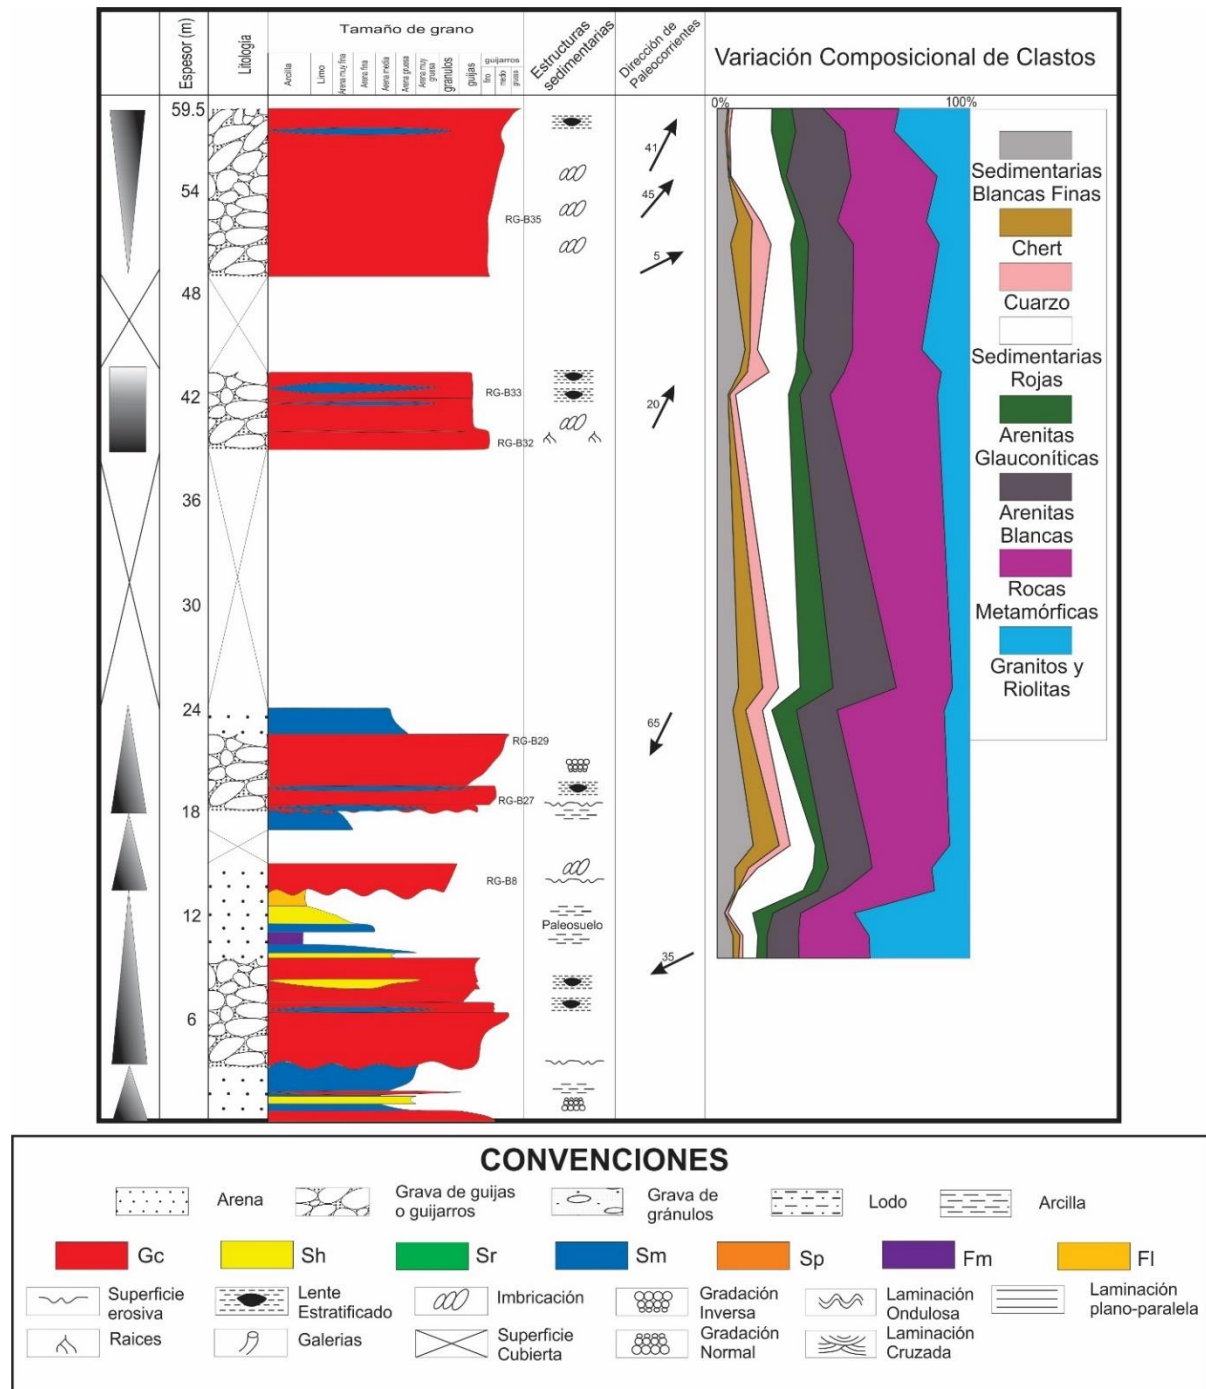 Espesor (m)
Litologia
Tamaño de grano
Arcilla
Limo
Arena muy fina
Arena fina
Arena media
Arena gruesa
Arena muy
gruesa
granulos
guijas
guijarros
fino
medio
grueso
Estructuras
sedimentarias
Dirección de
Paleocorrientes
Variación Composicional de Clastos
0%
100%
59.5
41
54
45
RG-B35
5
48
RG-B33
42
20
RG-B32
36
30
24
65
RG-B29
RG-B27
18
RG-B8
12
Paleosuelo
35
6
Sedimentarias
Blancas Finas
Chert
Cuarzo
Sedimentarias
Rojas
Arenitas
Glauconíticas
Arenitas
Blancas
Rocas
Metamórficas
Granitos y
Riolitas
CONVENCIONES
Arena
Grava de guijas
o guijarros
Grava de
gránulos
Lodo
Arcilla
Gc
Sh
Sr
Sm
Sp
Fm
Fl
Superficie
erosiva
Lente
Estratificado
Imbricación
Gradación
Inversa
Laminación
Ondulosa
Laminación
plano-paralela
Raices
Galerias
Superficie
Cubierta
Gradación
Normal
Laminación
Cruzada